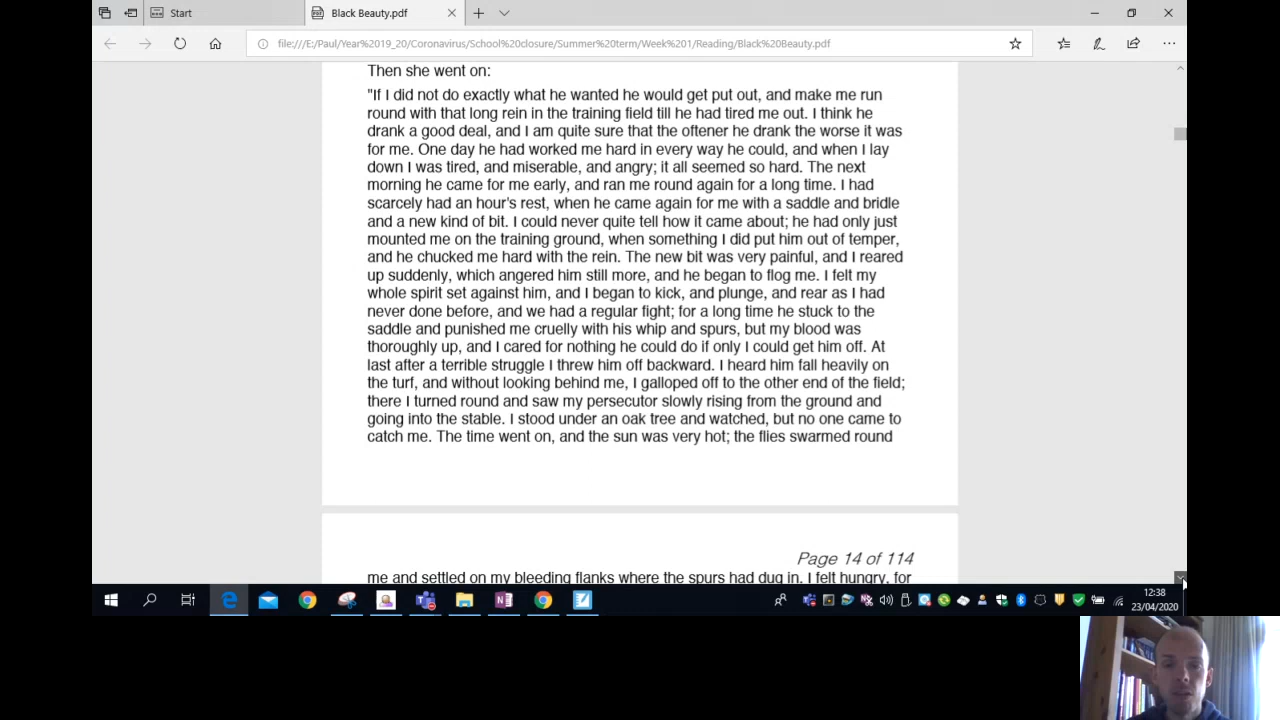 Start
Black Beauty.pdf
file:///E:/Paul/Year%2019_20/Coronavirus/School%20closure/Summer%20term/Week%201/Reading/Black%20Beauty.pdf
Then she went on:
"If I did not do exactly what he wanted he would get put out, and make me run
round with that long rein in the training field till he had tired me out. I think he
drank a good deal, and I am quite sure that the oftener he drank the worse it was
for me. One day he had worked me hard in every way he could, and when I lay
down I was tired, and miserable, and angry; it all seemed so hard. The next
morning he came for me early, and ran me round again for a long time. I had
scarcely had an hour's rest, when he came again for me with a saddle and bridle
and a new kind of bit. I could never quite tell how it came about; he had only just
mounted me on the training ground, when something I did put him out of temper,
and he chucked me hard with the rein. The new bit was very painful, and I reared
up suddenly, which angered him still more, and he began to flog me. I felt my
whole spirit set against him, and I began to kick, and plunge, and rear as I had
never done before, and we had a regular fight; for a long time he stuck to the
saddle and punished me cruelly with his whip and spurs, but my blood was
thoroughly up, and I cared for nothing he could do if only I could get him off. At
last after a terrible struggle I threw him off backward. I heard him fall heavily on
the turf, and without looking behind me, I galloped off to the other end of the field;
there I turned round and saw my persecutor slowly rising from the ground and
going into the stable. I stood under an oak tree and watched, but no one came to
catch me. The time went on, and the sun was very hot; the flies swarmed round
Page 14 of 114
me and settled on my bleeding flanks where the spurs had dug in. I felt hungry, for
12:38
23/04/2020